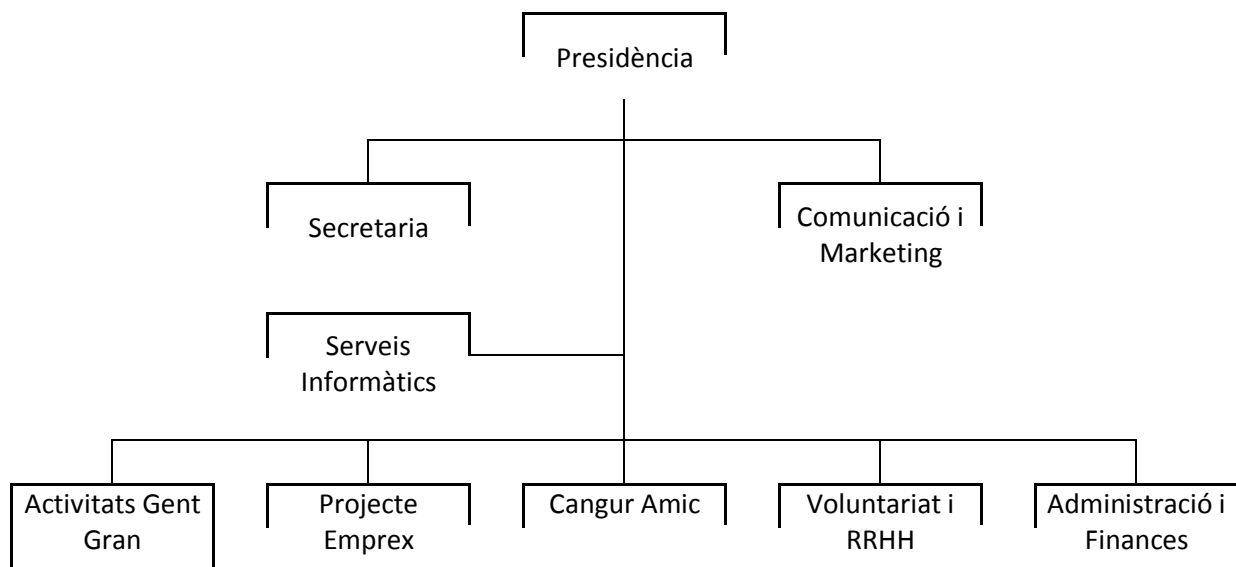 Presidència
Secretaria
Comunicació i
Marketing
Serveis
Informàtics
Activitats Gent
Gran
Projecte
Emprex
Cangur Amic
Voluntariat i
RRHH
Administració i
Finances